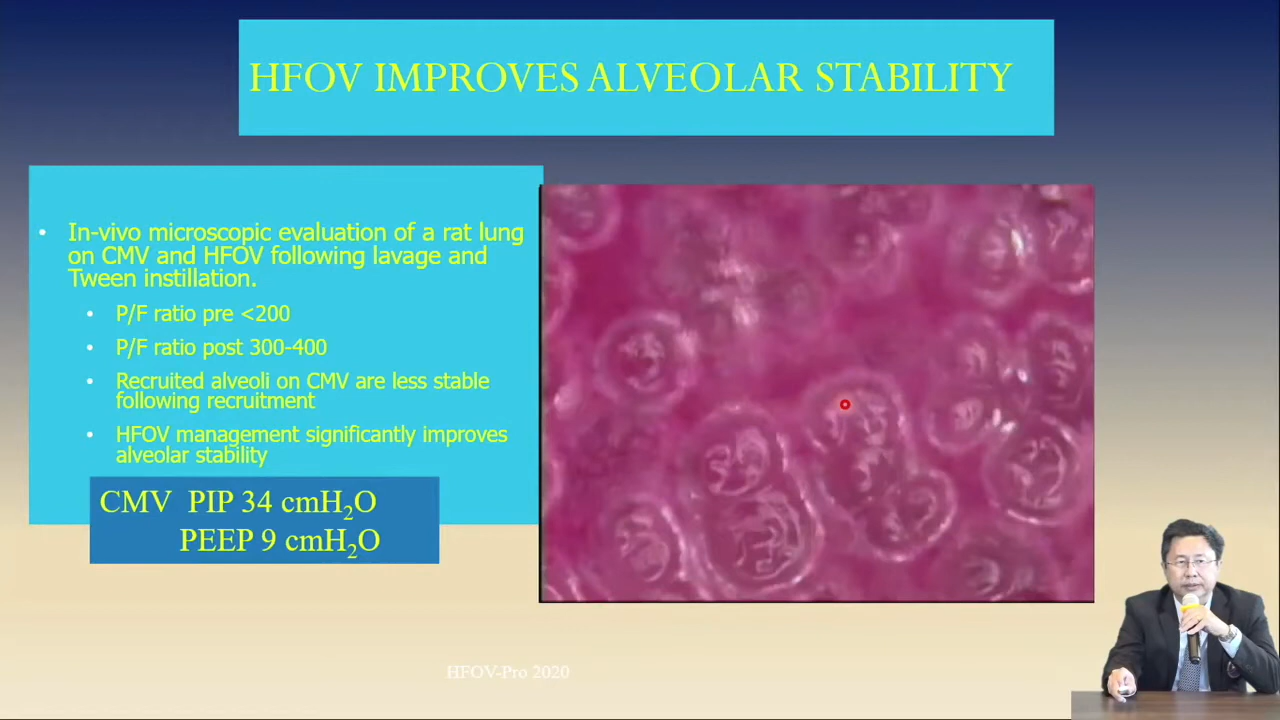 HFOV IMPROVES ALVEOLAR STABILITY
• In-vivo microscopic evaluation of a rat lung
on CMV and HFOV following lavage and
Tween instillation.
• P/F ratio pre <200
• P/F ratio post 300-400
• Recruited alveoli on CMV are less stable
following recruitment
• HFOV management significantly improves
alveolar stability
CMV PIP 34 cmH₂O
PEEP 9 cmH₂O
HFOV-Pro 2020